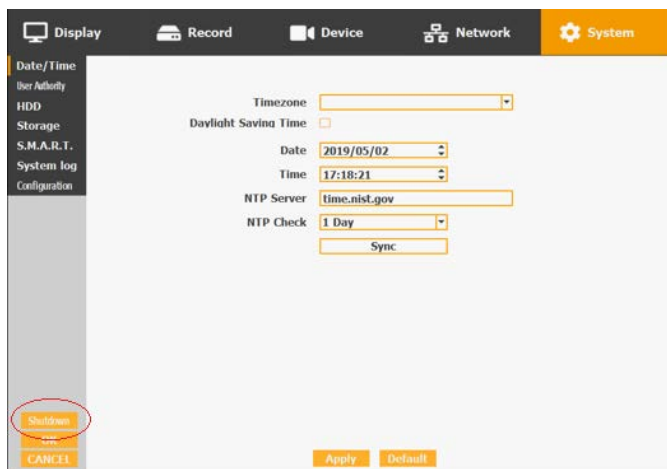 Display Record Device Network System
Date/Time
User Authority
HDD
Storage
S.M.A.R.T.
System log
Configuration
Timezone
Daylight Saving Time
Date 2019/05/02
Time 17:18:21
NTP Server time.nist.gov
NTP Check 1 Day
Sync
Shutdown
OK
CANCEL
Apply Default